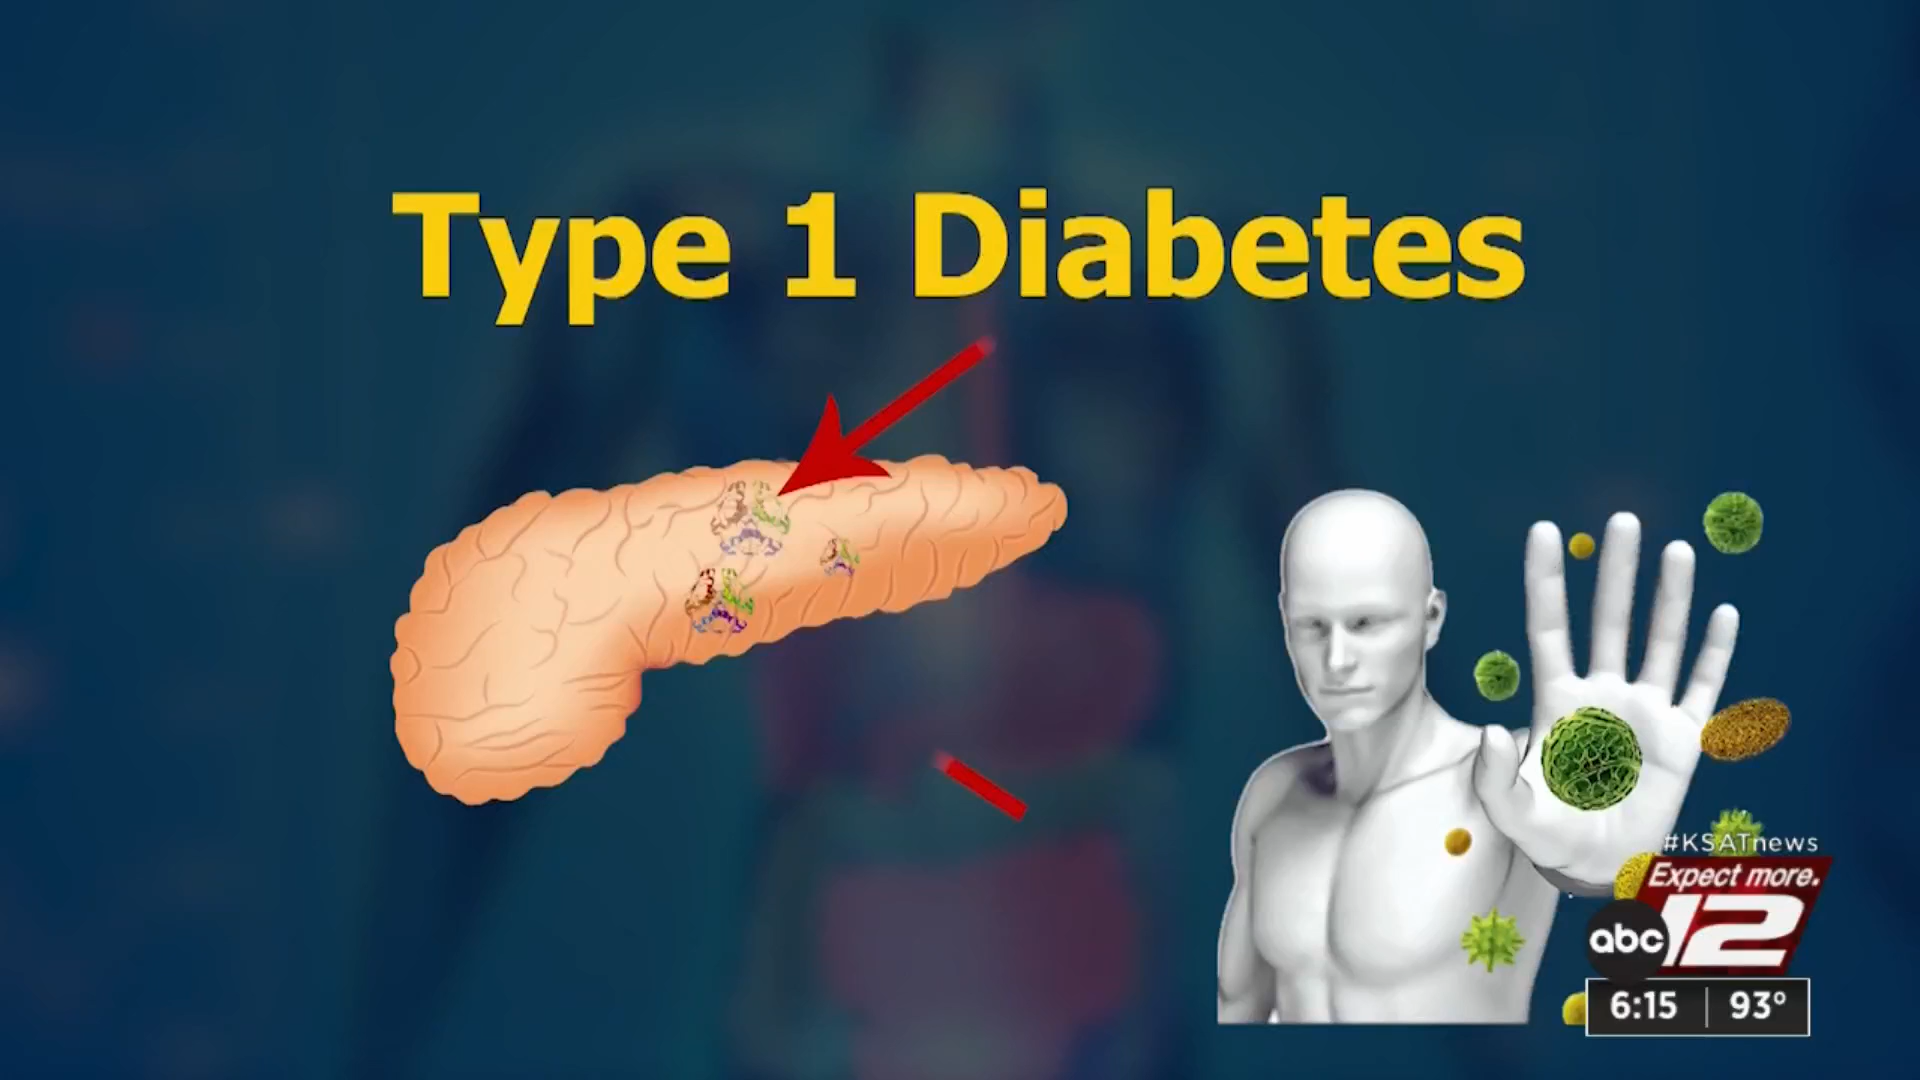 Type 1 Diabetes
#KSATnews
Expect more.
abc 12
6:15 | 93°